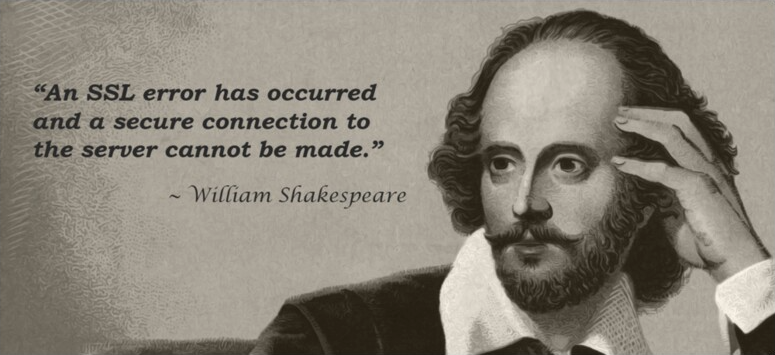 “An SSL error has occurred
and a secure connection to
the server cannot be made.”
~ William Shakespeare